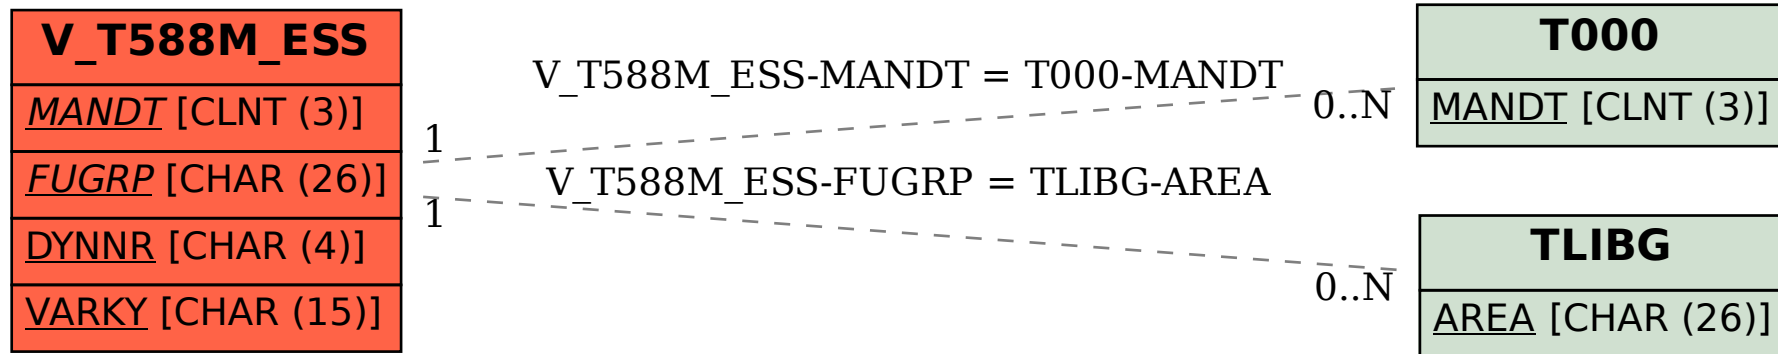 V_T588M_ESS
MANDT [CLNT (3)]
FUGRP [CHAR (26)]
DYNNR [CHAR (4)]
VARKY [CHAR (15)]
V_T588M_ESS-MANDT = T000-MANDT
1
0..N
V_T588M_ESS-FUGRP = TLIBG-AREA
1
0..N
T000
MANDT [CLNT (3)]
TLIBG
AREA [CHAR (26)]